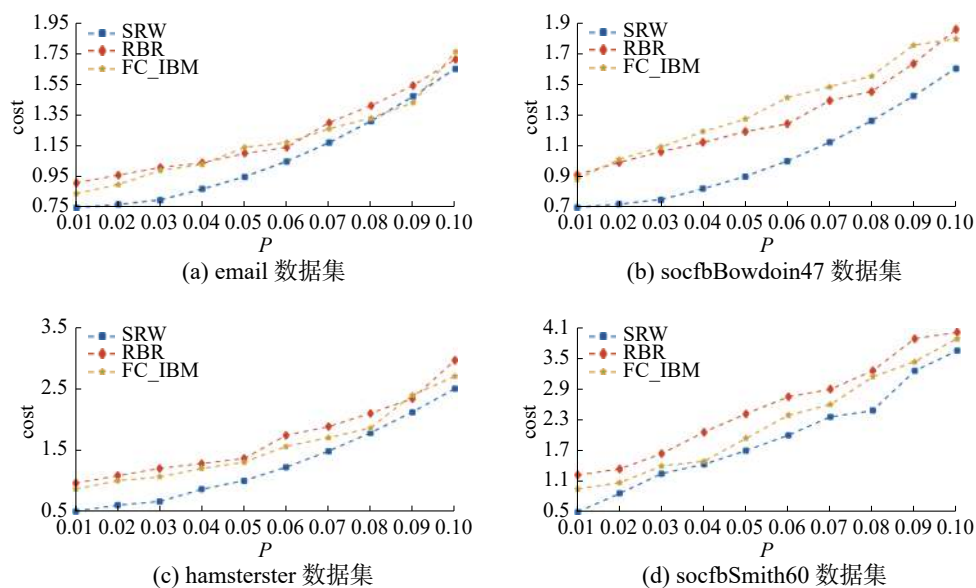 1.95
1.75
1.55
1.35
1.15
0.95
0.75
cost
SRW
RBR
FC_IBM
0.01 0.02 0.03 0.04 0.05 0.06 0.07 0.08 0.09 0.10
P
(a) email 数据集
1.9
1.7
1.5
1.3
1.1
0.9
0.7
cost
SRW
RBR
FC_IBM
0.01 0.02 0.03 0.04 0.05 0.06 0.07 0.08 0.09 0.10
P
(b) socfbBowdoin47 数据集
3.5
2.5
1.5
0.5
cost
SRW
RBR
FC_IBM
0.01 0.02 0.03 0.04 0.05 0.06 0.07 0.08 0.09 0.10
P
(c) hamsterster 数据集
4.1
3.5
2.9
2.3
1.7
1.1
0.5
cost
SRW
RBR
FC_IBM
0.01 0.02 0.03 0.04 0.05 0.06 0.07 0.08 0.09 0.10
P
(d) socfbSmith60 数据集